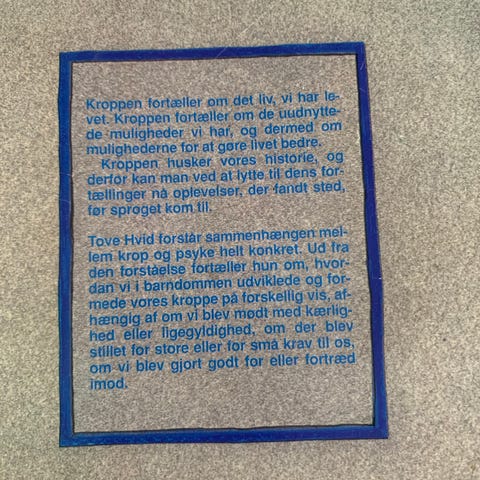 Kroppen fortæller om det liv, vi har le-
vet. Kroppen fortæller om de uudnytte-
de muligheder vi har, og dermed om
mulighederne for at gøre livet bedre.
Kroppen husker vores historie, og
derfor kan man ved at lytte til dens for-
tællinger nå oplevelser, der fandt sted,
før sproget kom til.
Tove Hvid forstår sammenhængen mel-
lem krop og psyke helt konkret. Ud fra
den forståelse fortæller hun om, hvor-
dan vi i barndommen udviklede og for-
mede vores kroppe på forskellig vis, af-
hængig af om vi blev mødt med kærlig-
hed eller ligegyldighed, om der blev
stillet for store eller for små krav til os,
om vi blev gjort godt for eller fortræd
imod.